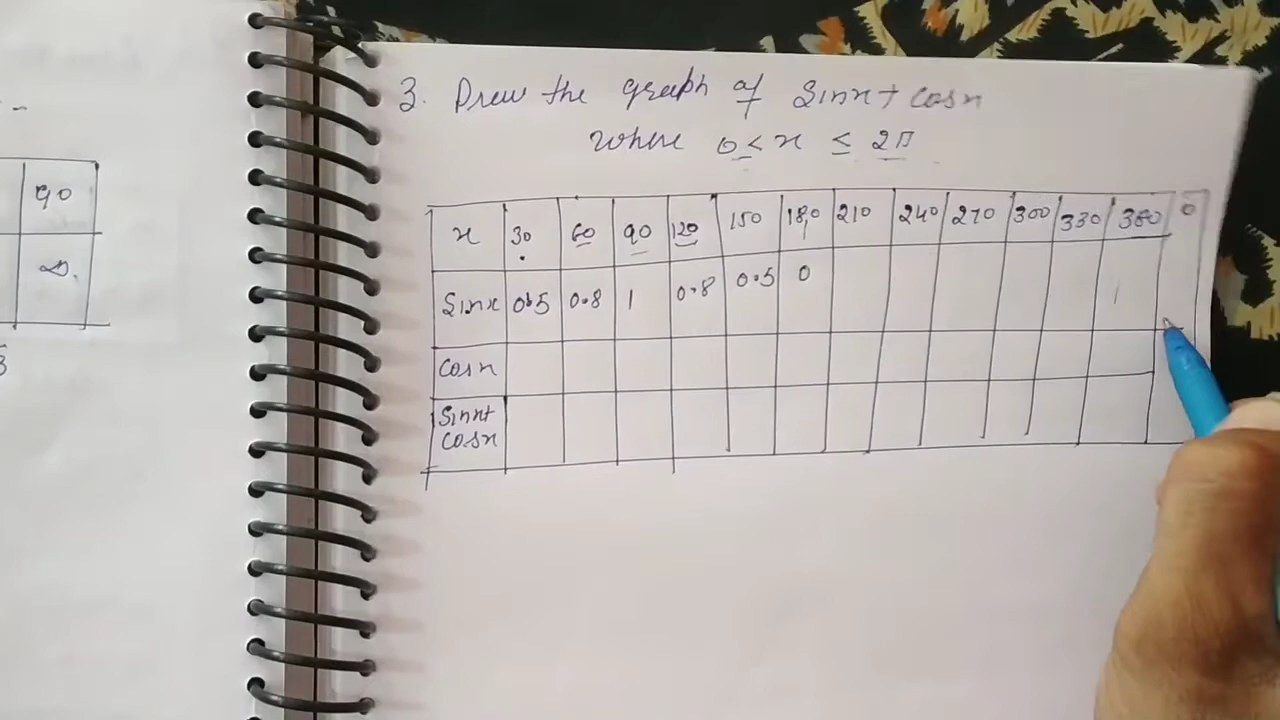 90
∞.
3. Draw the graph of Sinx + cosx
where 0 < x ≤ 2π
x 30 60 90 120 150 180 210 240 270 300 330 360 0
Sinx 0.5 0.8 1 0.8 0.5 0
cosx
Sinx+
cosx